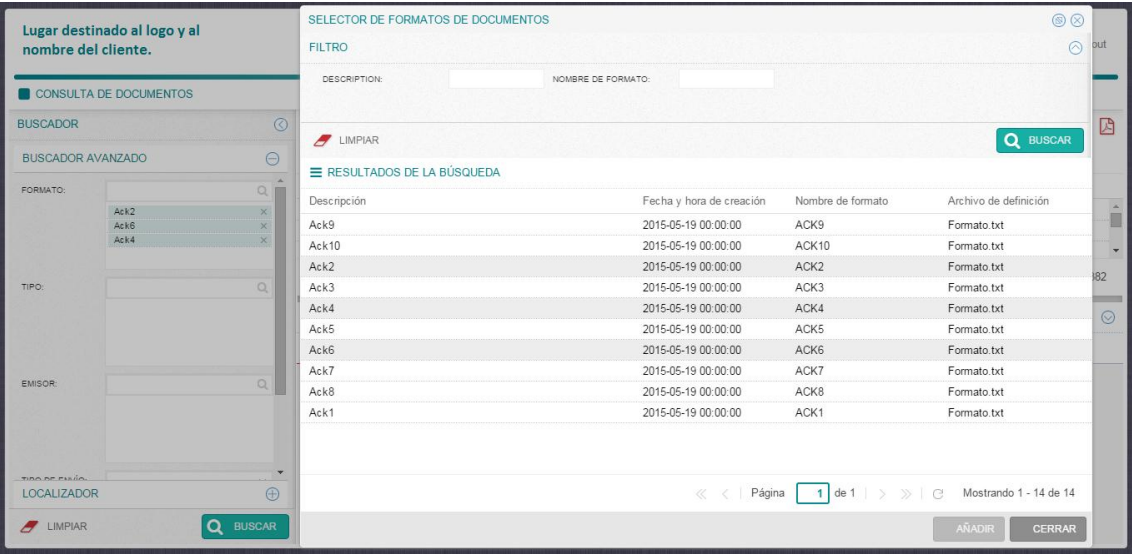 Lugar destinado al logo y al
nombre del cliente.
CONSULTA DE DOCUMENTOS
BUSCADOR
BUSCADOR AVANZADO
FORMATO:
Ack2
Ack6
Ack4
TIPO:
EMISOR:
TIPO DE ENVÍO:
LOCALIZADOR
LIMPIAR BUSCAR
SELECTOR DE FORMATOS DE DOCUMENTOS
FILTRO
DESCRIPTION: NOMBRE DE FORMATO:
LIMPIAR BUSCAR
RESULTADOS DE LA BÚSQUEDA
Descripción Fecha y hora de creación Nombre de formato Archivo de definición
Ack9 2015-05-19 00:00:00 ACK9 Formato.txt
Ack10 2015-05-19 00:00:00 ACK10 Formato.txt
Ack2 2015-05-19 00:00:00 ACK2 Formato.txt
Ack3 2015-05-19 00:00:00 ACK3 Formato.txt
Ack4 2015-05-19 00:00:00 ACK4 Formato.txt
Ack5 2015-05-19 00:00:00 ACK5 Formato.txt
Ack6 2015-05-19 00:00:00 ACK6 Formato.txt
Ack7 2015-05-19 00:00:00 ACK7 Formato.txt
Ack8 2015-05-19 00:00:00 ACK8 Formato.txt
Ack1 2015-05-19 00:00:00 ACK1 Formato.txt
Página 1 de 1 Mostrando 1 - 14 de 14
AÑADIR CERRAR
out